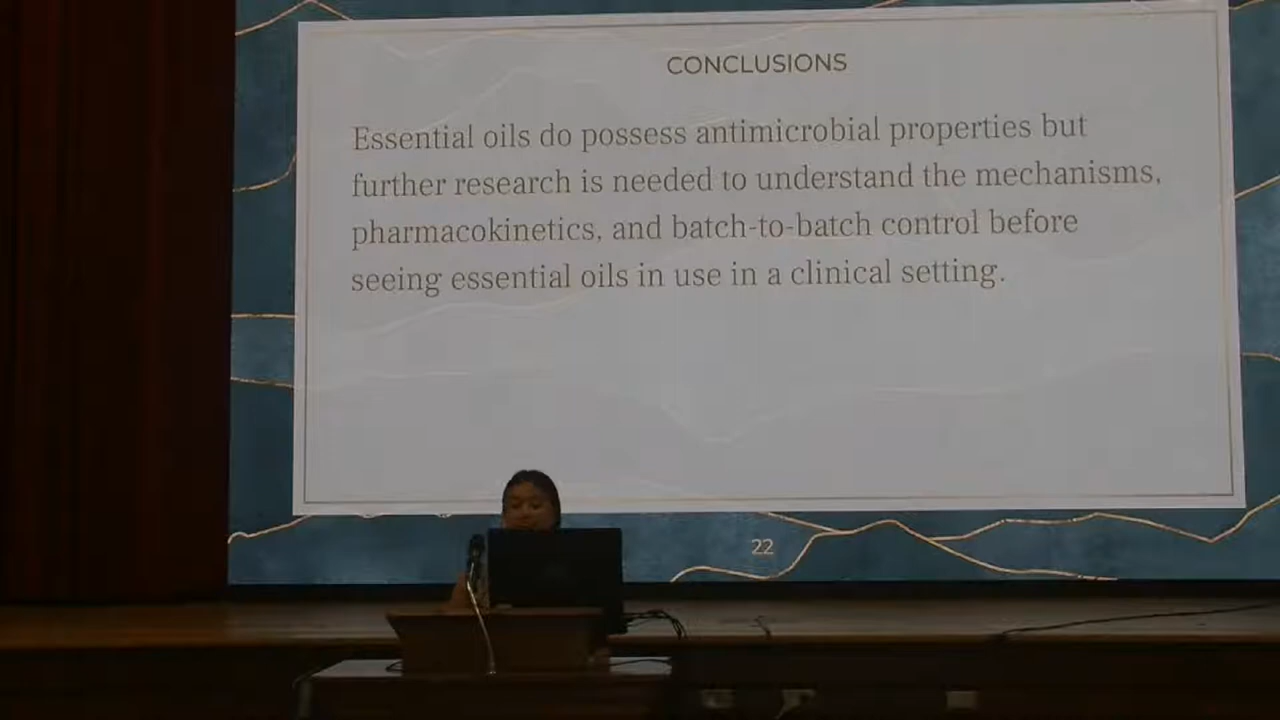 CONCLUSIONS
Essential oils do possess antimicrobial properties but
further research is needed to understand the mechanisms,
pharmacokinetics, and batch-to-batch control before
seeing essential oils in use in a clinical setting.
22